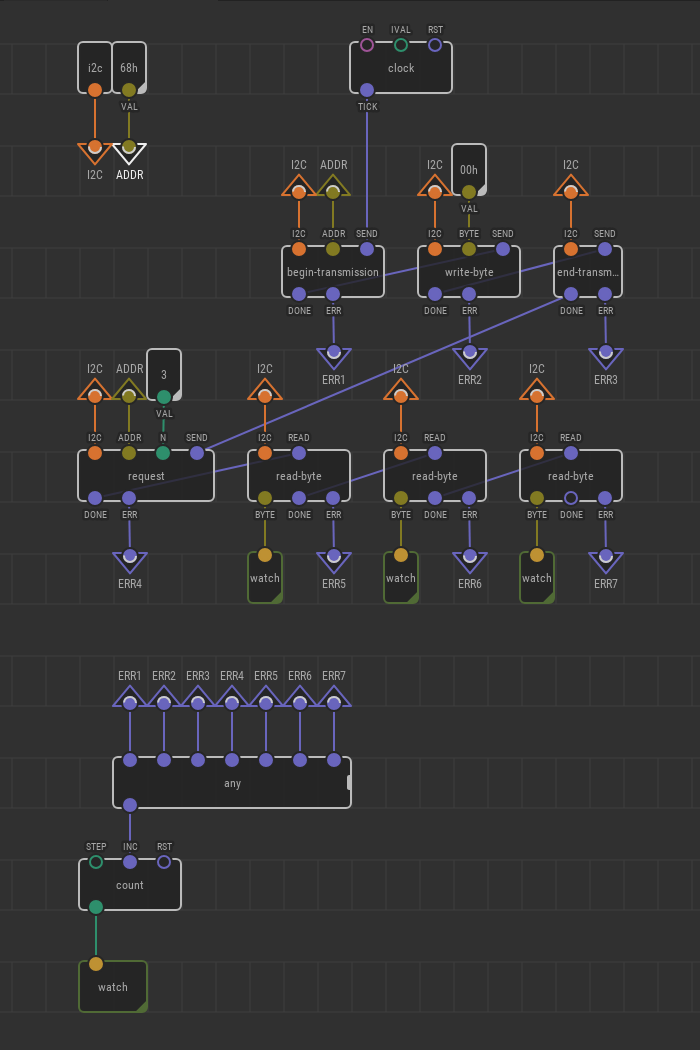 EN IVAL RST
i2c 68h clock
VAL TICK
I2C ADDR
I2C ADDR I2C 00h I2C
VAL
I2C ADDR SEND I2C BYTE SEND I2C SEND
begin-transmission write-byte end-transm...
DONE ERR DONE ERR DONE ERR
ERR1 ERR2 ERR3
I2C ADDR 3 I2C I2C I2C
VAL
I2C ADDR N SEND I2C READ I2C READ I2C READ
request read-byte read-byte read-byte
DONE ERR BYTE DONE ERR BYTE DONE ERR BYTE DONE ERR
ERR4 watch ERR5 watch ERR6 watch ERR7
ERR1 ERR2 ERR3 ERR4 ERR5 ERR6 ERR7
any
STEP INC RST
count
watch